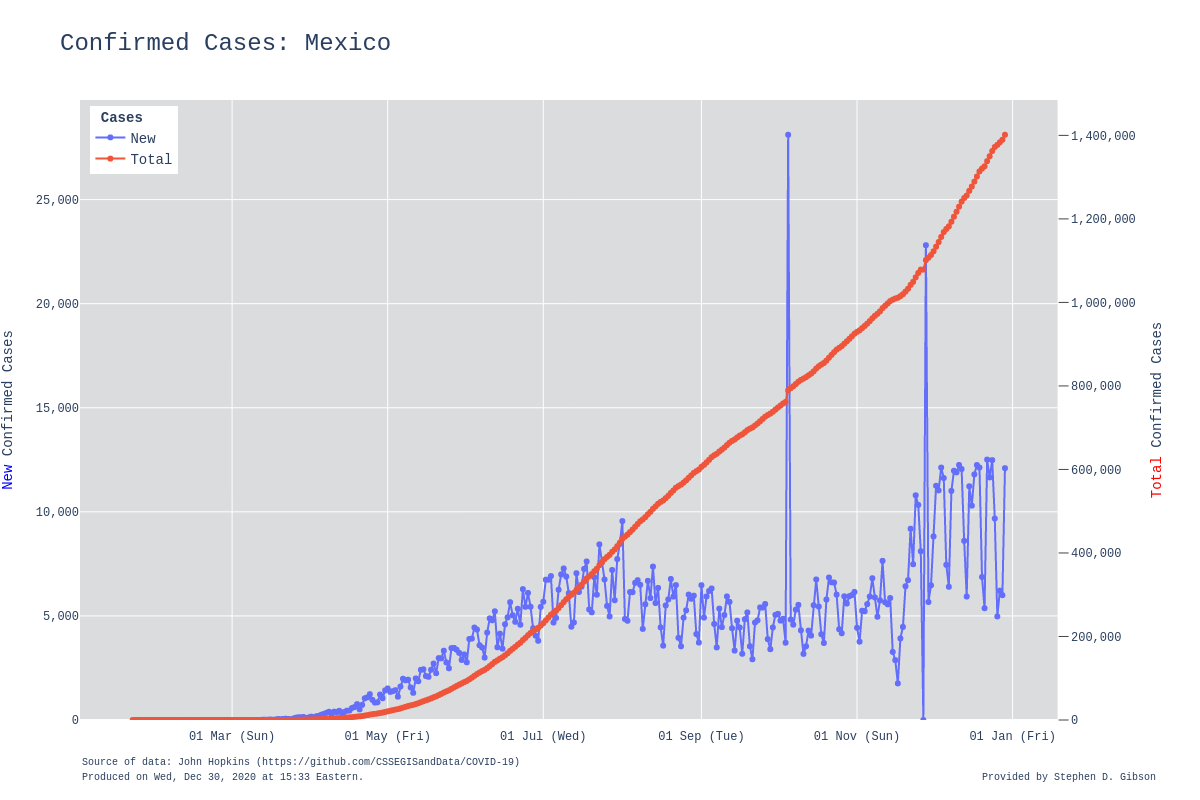 Confirmed Cases: Mexico
Cases
New
Total
25,000
20,000
15,000
10,000
5,000
0
New Confirmed Cases
1,400,000
1,200,000
1,000,000
800,000
600,000
400,000
200,000
0
Total Confirmed Cases
01 Mar (Sun)
01 May (Fri)
01 Jul (Wed)
01 Sep (Tue)
01 Nov (Sun)
01 Jan (Fri)
Source of data: John Hopkins (https://github.com/CSSEGISandData/COVID-19)
Produced on Wed, Dec 30, 2020 at 15:33 Eastern.
Provided by Stephen D. Gibson